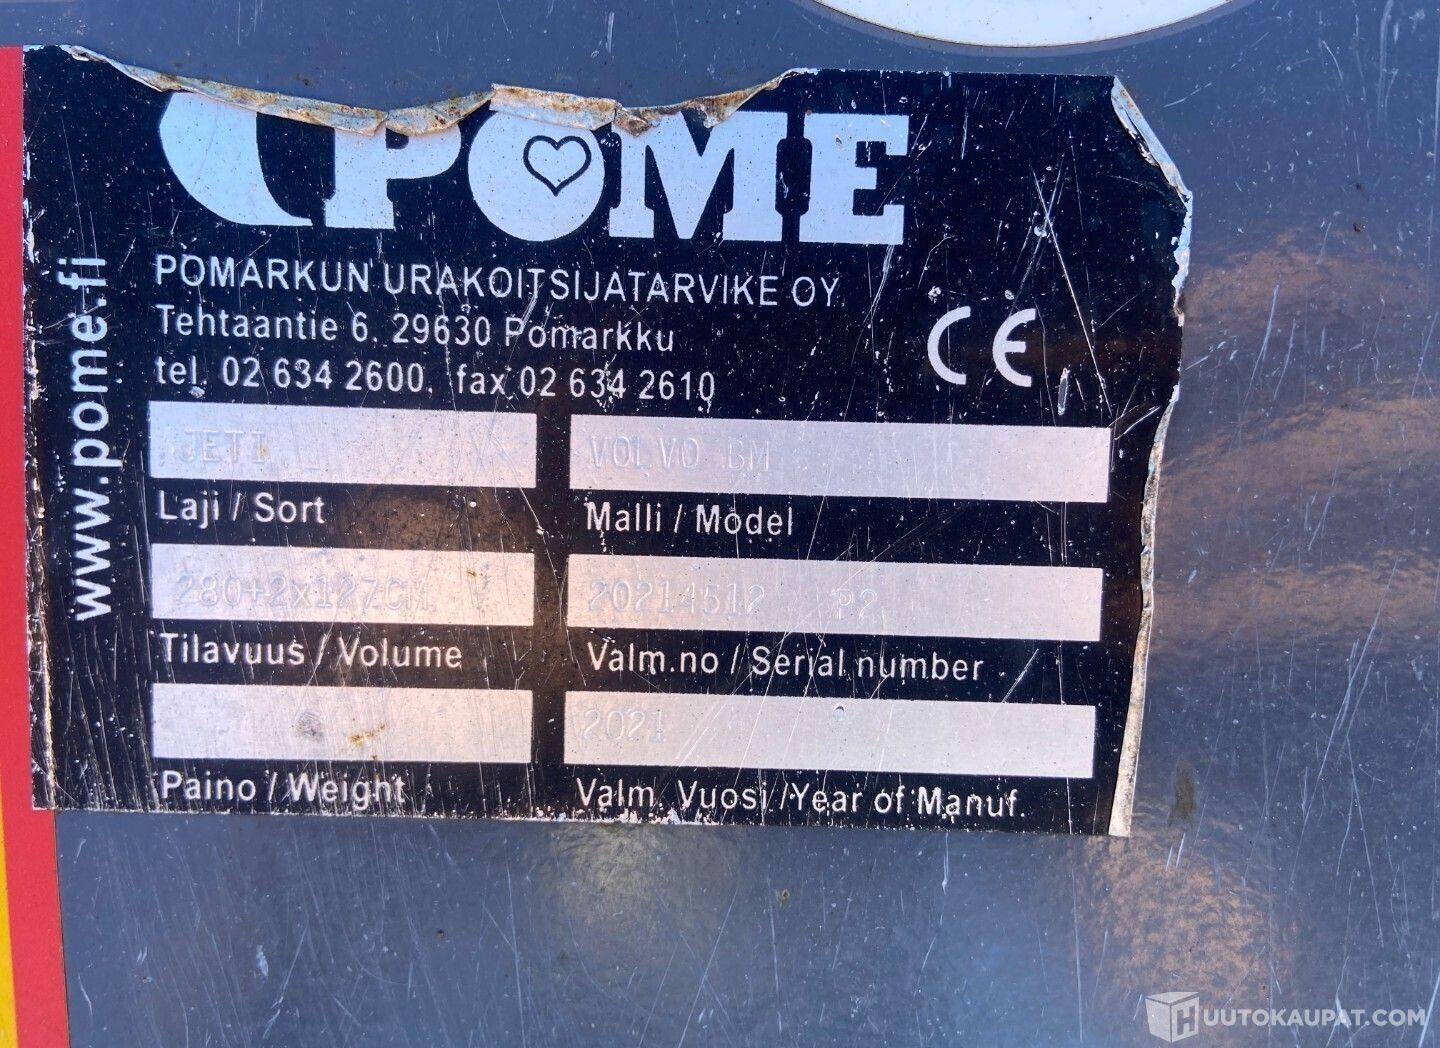 POME
www.pome.fi
POMARKUN URAKOITSIJATARVIKE OY
Tehtaantie 6, 29630 Pomarkku
tel. 02 634 2600, fax 02 634 2610
CE
JETI VOLVO BM
Laji / Sort Malli / Model
280+2x127CM 20214512 P2
Tilavuus / Volume Valm.no / Serial number
2021
Paino / Weight Valm. Vuosi / Year of Manuf.
HUUTOKAUPAT.COM